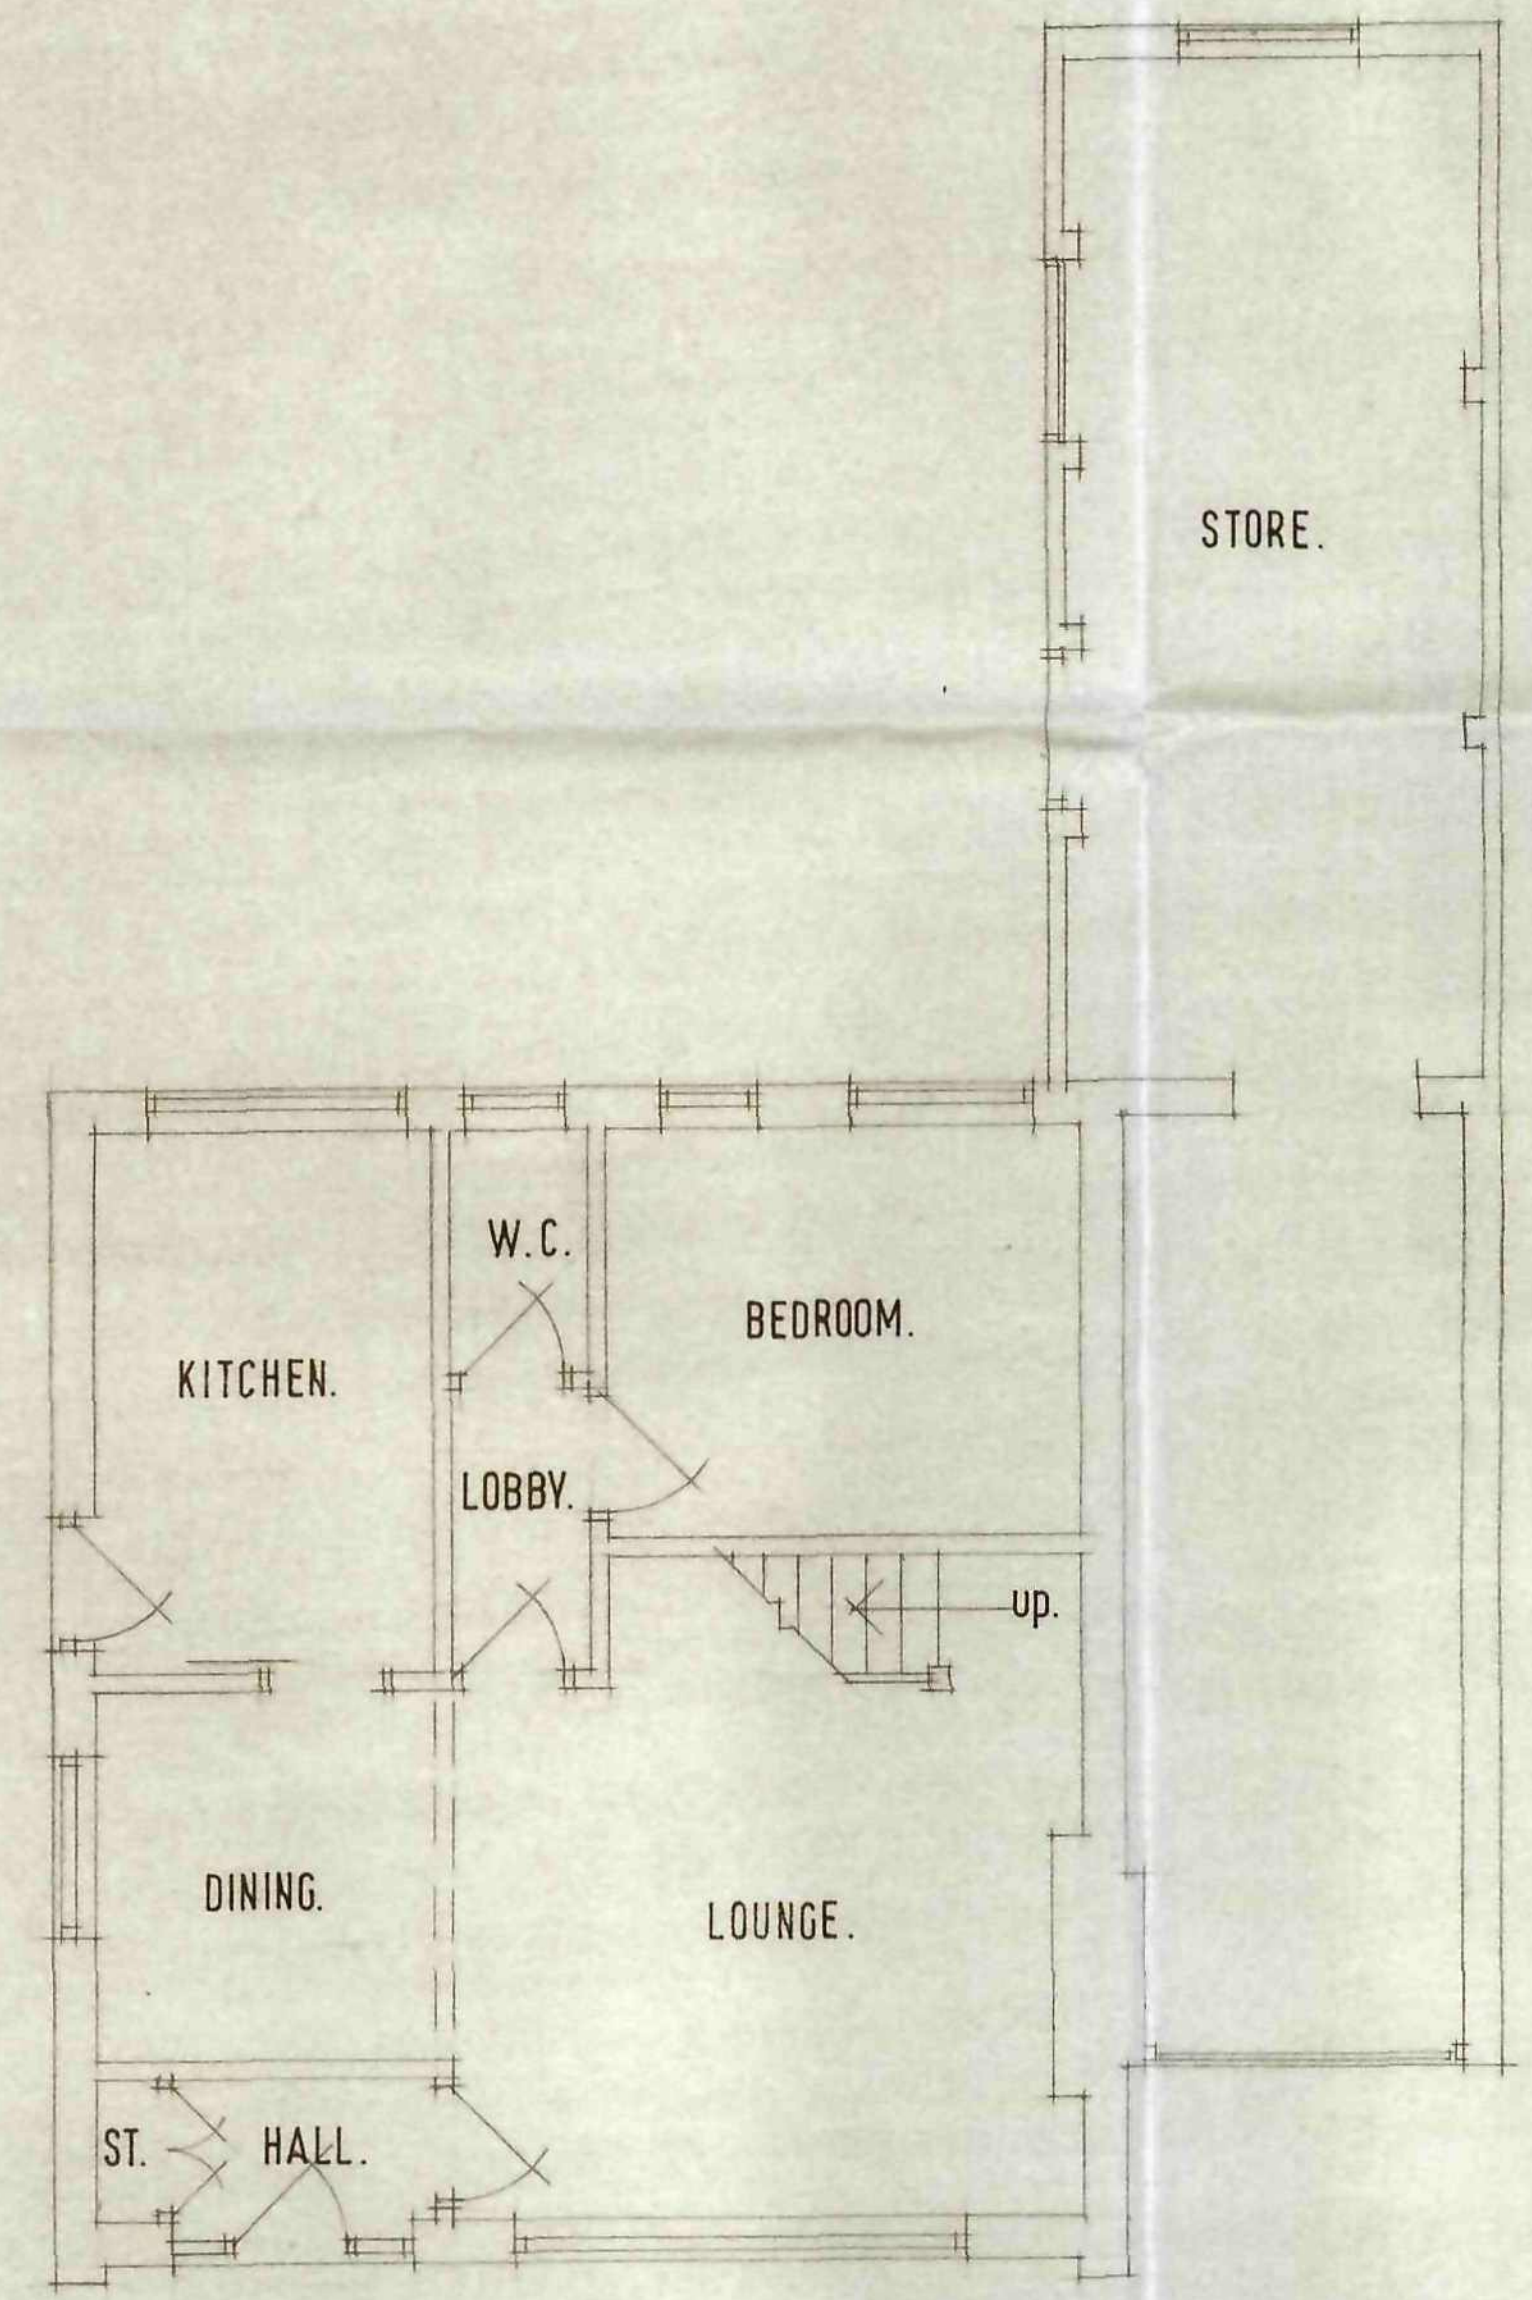 STORE.
W.C.
BEDROOM.
KITCHEN.
LOBBY.
up.
DINING.
LOUNGE.
ST.
HALL.